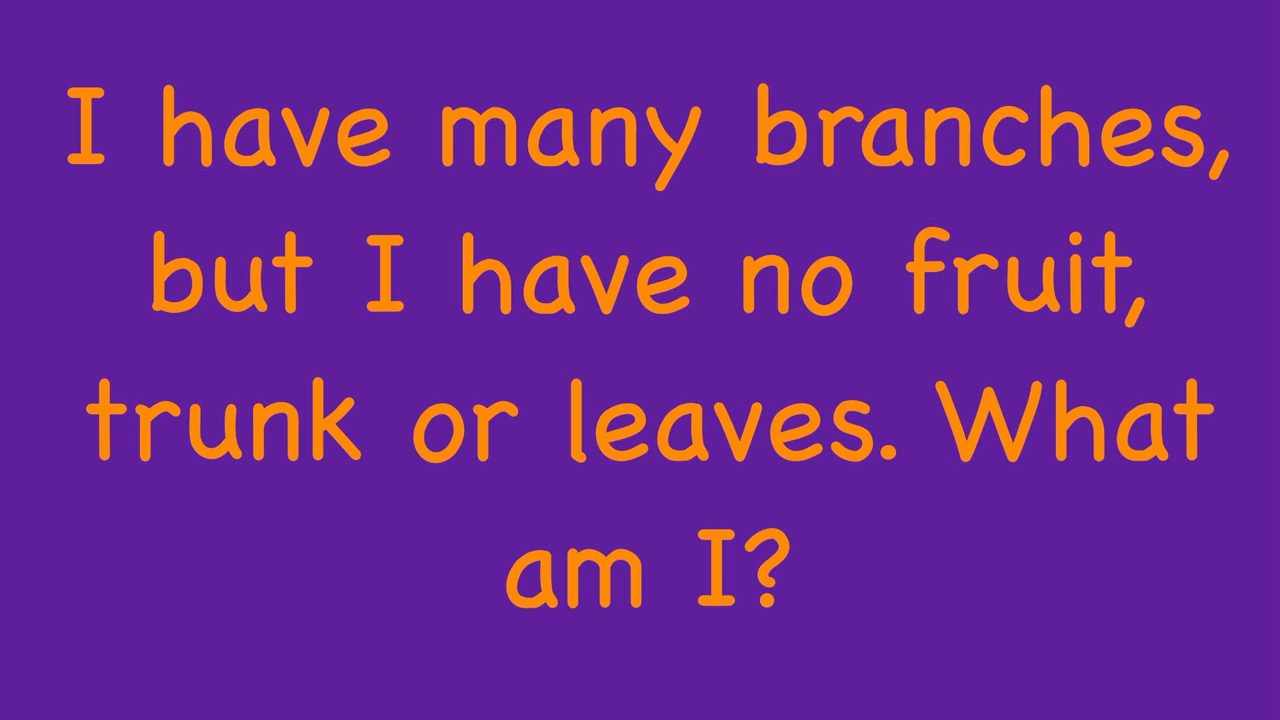 I have many branches,
but I have no fruit,
trunk or leaves. What
am I?